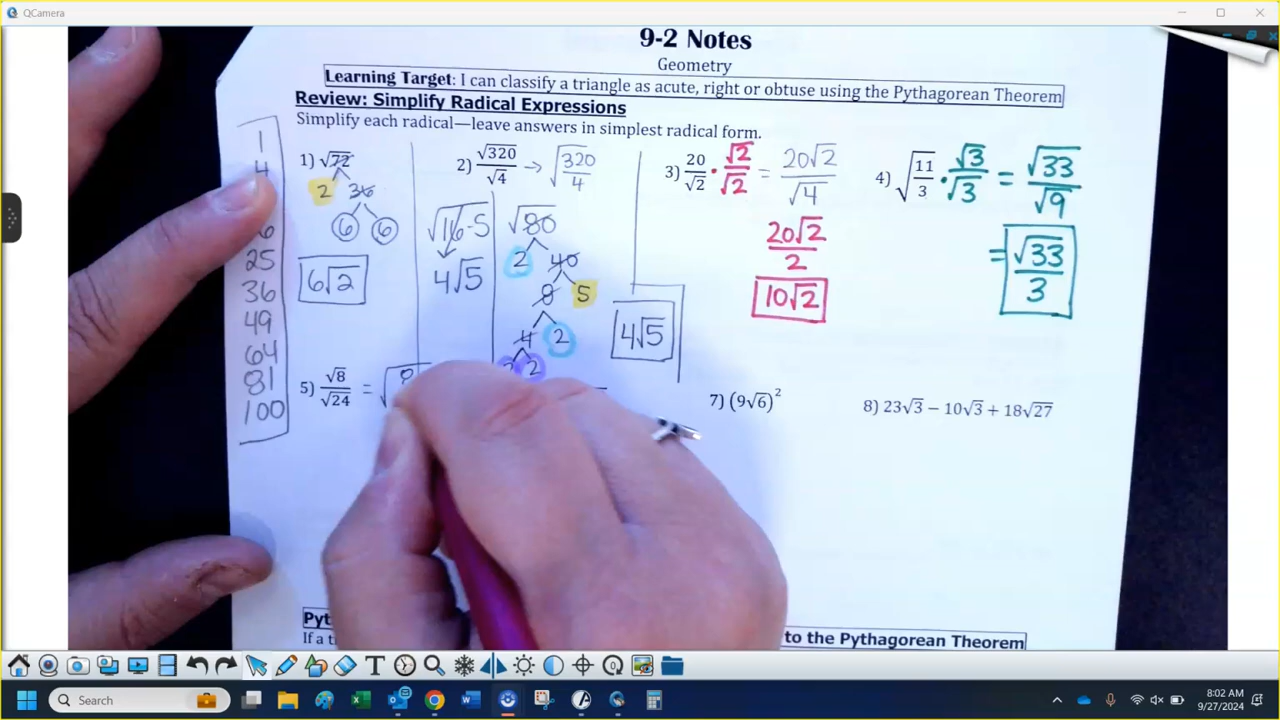 QCamera
9-2 Notes
Geometry
Learning Target: I can classify a triangle as acute, right or obtuse using the Pythagorean Theorem
Review: Simplify Radical Expressions
Simplify each radical—leave answers in simplest radical form.
1
4
6
25
36
49
64
81
100
1) √72
2 36
6 6
6√2
2) √320/√4 → √320/4
√16·5
4√5
√80
2 40
8 5
4 2
2
4√5
3) 20/√2 · √2/√2 = 20√2/√4
20√2/2
10√2
4) √11/3 · √3/√3 = √33/√9
= √33/3
5) √8/√24 = √8
7) (9√6)²
8) 23√3 − 10√3 + 18√27
Pyt
to the Pythagorean Theorem
If a t
Search
8:02 AM
9/27/2024